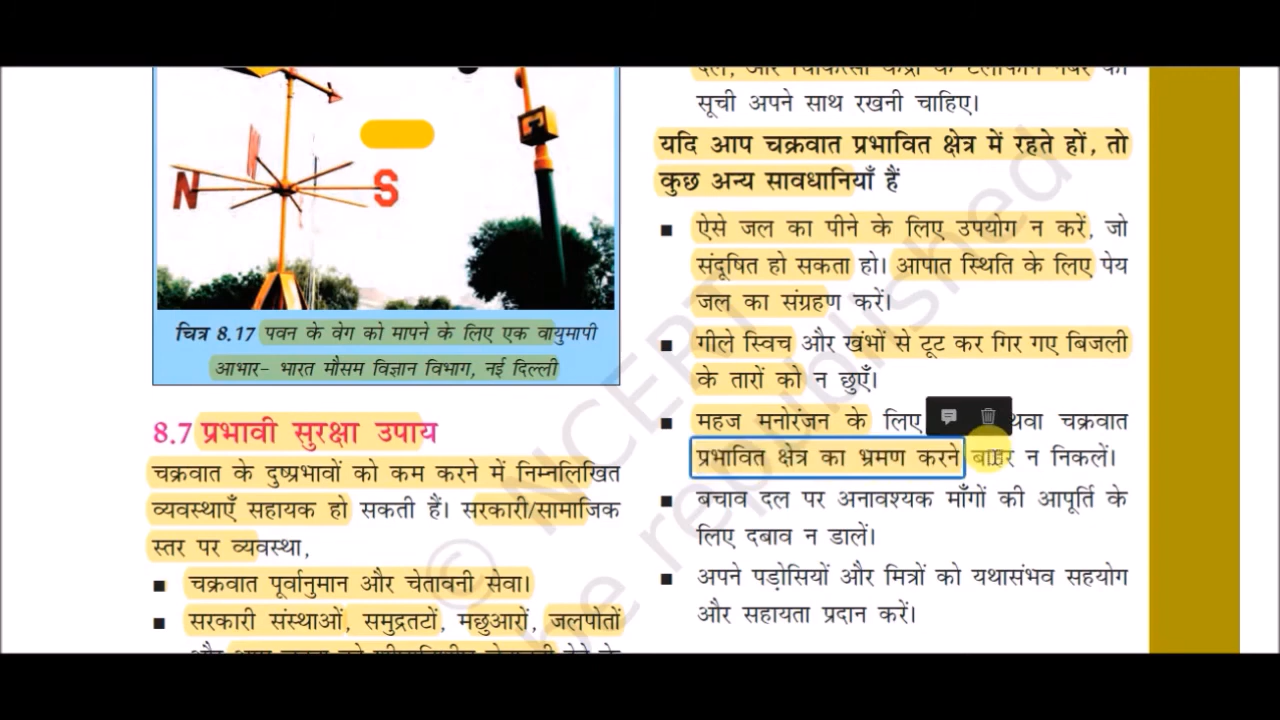 N
S
चित्र 8.17 पवन के वेग को मापने के लिए एक वायुमापी
आभार- भारत मौसम विज्ञान विभाग, नई दिल्ली
8.7 प्रभावी सुरक्षा उपाय
चक्रवात के दुष्प्रभावों को कम करने में निम्नलिखित
व्यवस्थाएँ सहायक हो सकती हैं। सरकारी/सामाजिक
स्तर पर व्यवस्था,
■ चक्रवात पूर्वानुमान और चेतावनी सेवा।
■ सरकारी संस्थाओं, समुद्रतटों, मछुआरों, जलपोतों
सूची अपने साथ रखनी चाहिए।
यदि आप चक्रवात प्रभावित क्षेत्र में रहते हों, तो
कुछ अन्य सावधानियाँ हैं
■ ऐसे जल का पीने के लिए उपयोग न करें, जो
संदूषित हो सकता हो। आपात स्थिति के लिए पेय
जल का संग्रहण करें।
■ गीले स्विच और खंभों से टूट कर गिर गए बिजली
के तारों को न छुएँ।
■ महज मनोरंजन के लिए चक्रवात
प्रभावित क्षेत्र का भ्रमण करने बाहर न निकलें।
■ बचाव दल पर अनावश्यक माँगों की आपूर्ति के
लिए दबाव न डालें।
■ अपने पड़ोसियों और मित्रों को यथासंभव सहयोग
और सहायता प्रदान करें।
© NCERT
be republished